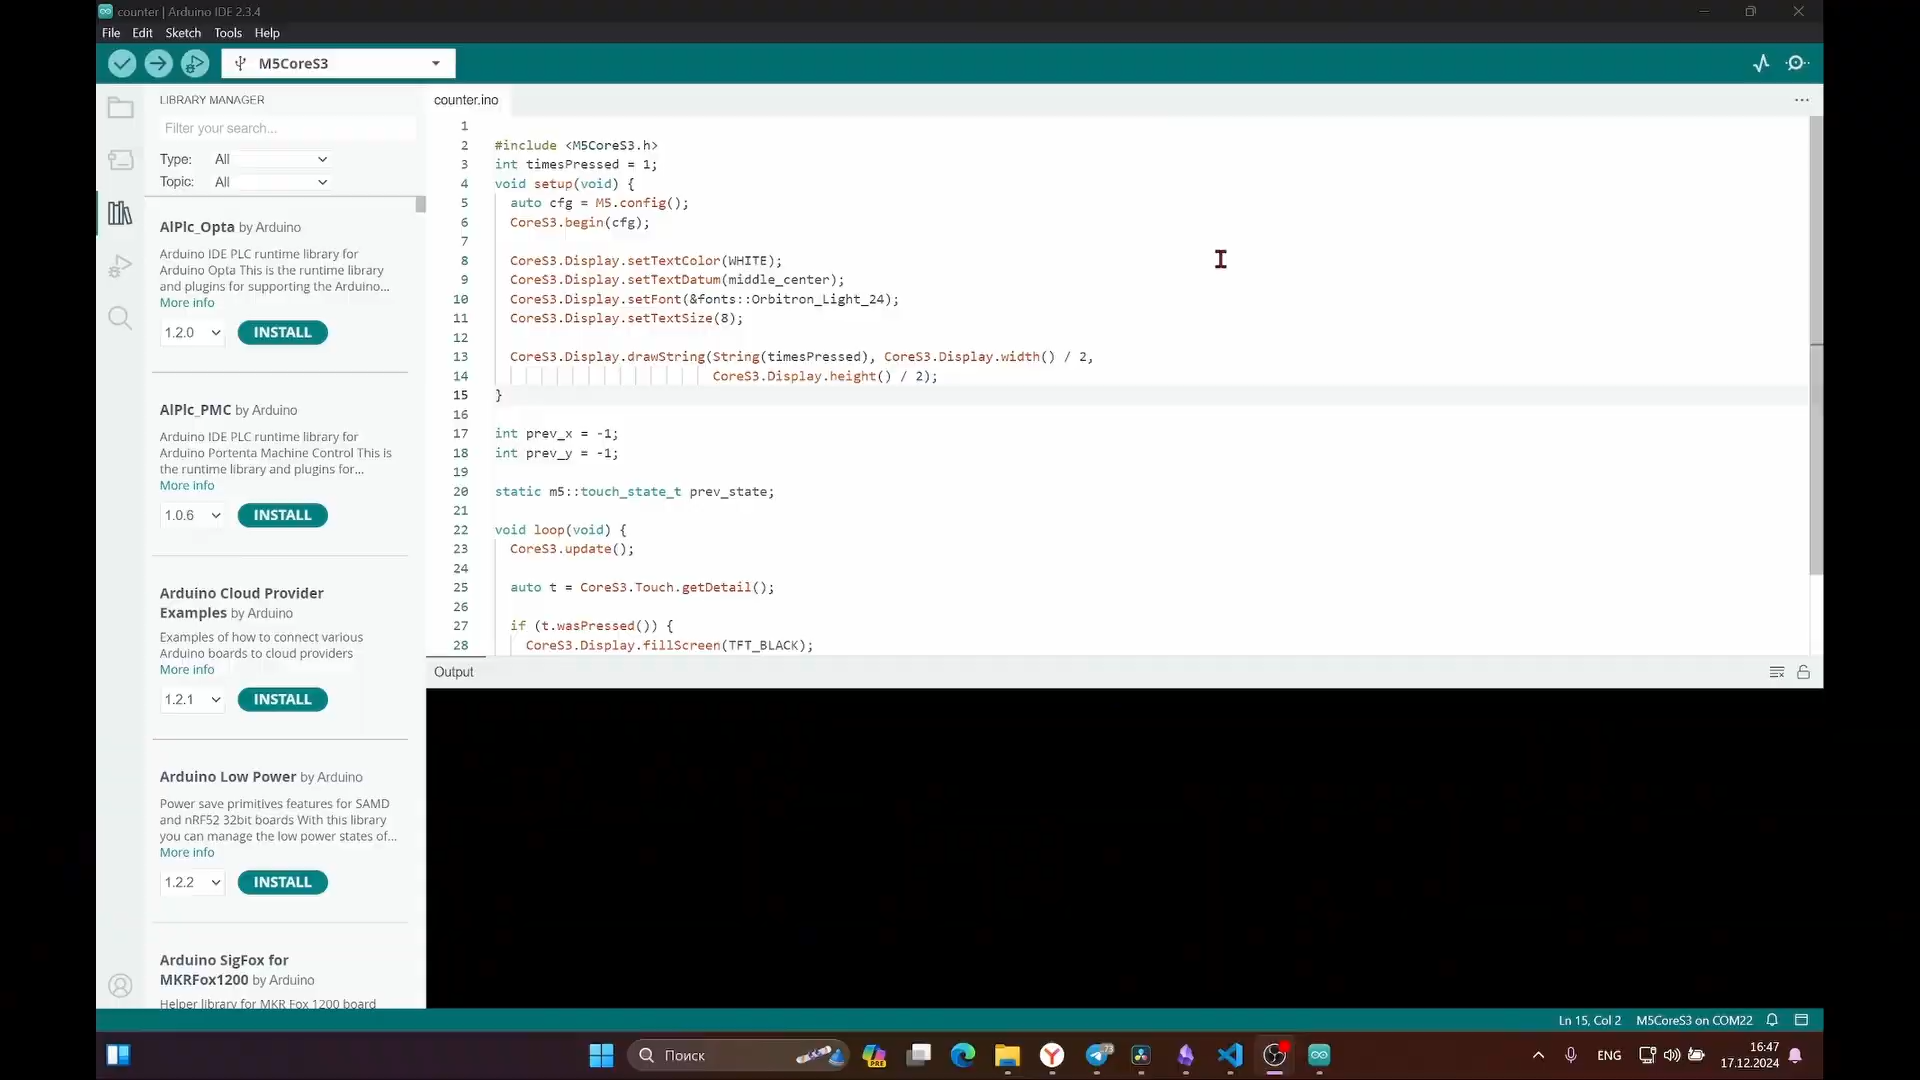 counter | Arduino IDE 2.3.4
File Edit Sketch Tools Help
M5CoreS3
LIBRARY MANAGER
Filter your search...
Type: All
Topic: All
AlPlc_Opta by Arduino
Arduino IDE PLC runtime library for
Arduino Opta This is the runtime library
and plugins for supporting the Arduino...
More info
1.2.0 INSTALL
AlPlc_PMC by Arduino
Arduino IDE PLC runtime library for
Arduino Portenta Machine Control This is
the runtime library and plugins for...
More info
1.0.6 INSTALL
Arduino Cloud Provider
Examples by Arduino
Examples of how to connect various
Arduino boards to cloud providers
More info
1.2.1 INSTALL
Arduino Low Power by Arduino
Power save primitives features for SAMD
and nRF52 32bit boards With this library
you can manage the low power states of...
More info
1.2.2 INSTALL
Arduino SigFox for
MKRFox1200 by Arduino
Helper library for MKR Fox 1200 board
counter.ino
1
2 #include <M5CoreS3.h>
3 int timesPressed = 1;
4 void setup(void) {
5 auto cfg = M5.config();
6 CoreS3.begin(cfg);
7
8 CoreS3.Display.setTextColor(WHITE);
9 CoreS3.Display.setTextDatum(middle_center);
10 CoreS3.Display.setFont(&fonts::Orbitron_Light_24);
11 CoreS3.Display.setTextSize(8);
12
13 CoreS3.Display.drawString(String(timesPressed), CoreS3.Display.width() / 2,
14 CoreS3.Display.height() / 2);
15 }
16
17 int prev_x = -1;
18 int prev_y = -1;
19
20 static m5::touch_state_t prev_state;
21
22 void loop(void) {
23 CoreS3.update();
24
25 auto t = CoreS3.Touch.getDetail();
26
27 if (t.wasPressed()) {
28 CoreS3.Display.fillScreen(TFT_BLACK);
Output
Ln 15, Col 2 M5CoreS3 on COM22
Поиск
PRE
73
ENG
16:47
17.12.2024